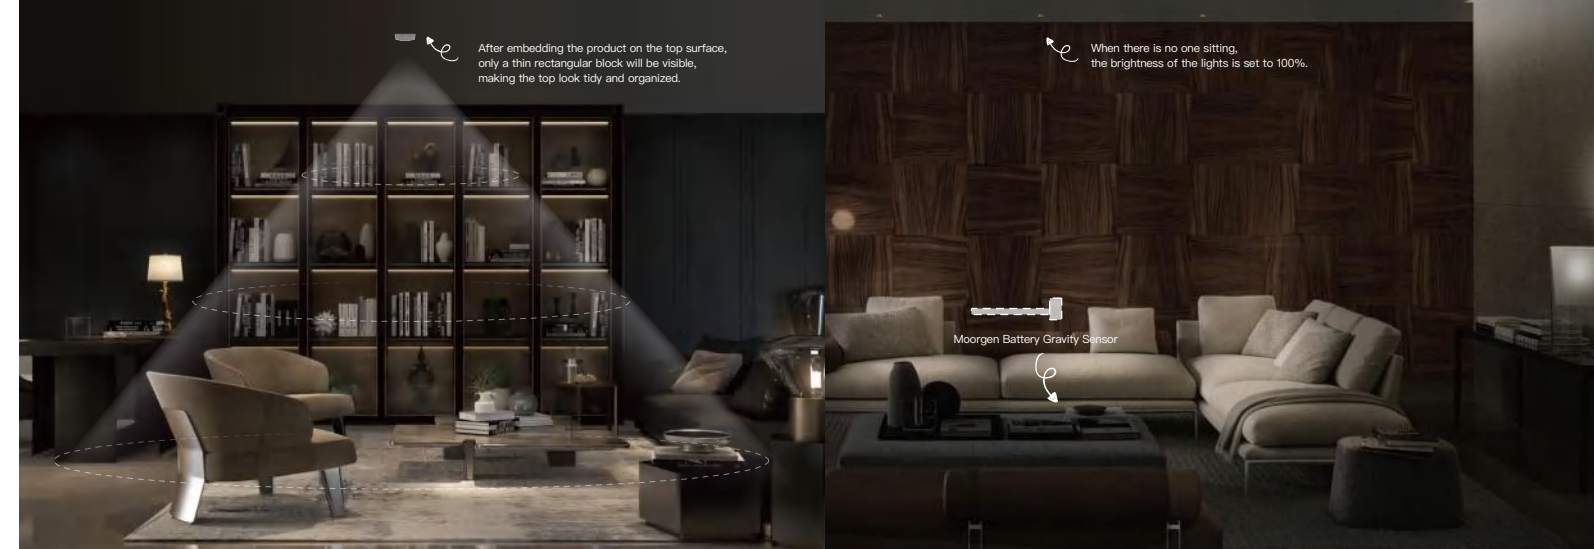 After embedding the product on the top surface,
only a thin rectangular block will be visible,
making the top look tidy and organized.
When there is no one sitting,
the brightness of the lights is set to 100%.
Moorgen Battery Gravity Sensor